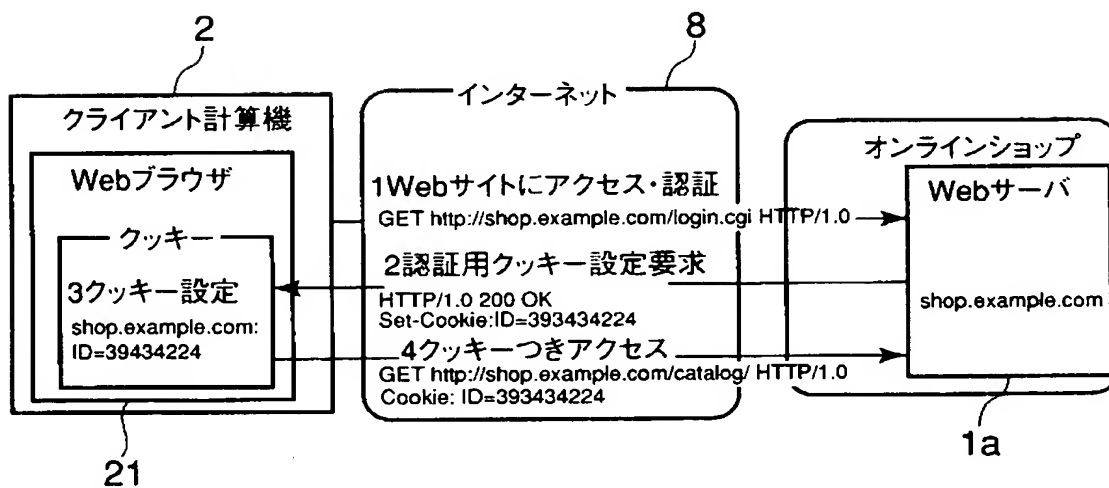 2
8
クライアント計算機
Webブラウザ
クッキー
3クッキー設定
shop.example.com:
ID=39434224
21
インターネット
1Webサイトにアクセス・認証
GET http://shop.example.com/login.cgi HTTP/1.0
2認証用クッキー設定要求
HTTP/1.0 200 OK
Set-Cookie:ID=393434224
4クッキーつきアクセス
GET http://shop.example.com/catalog/ HTTP/1.0
Cookie: ID=393434224
オンラインショップ
Webサーバ
shop.example.com
1a